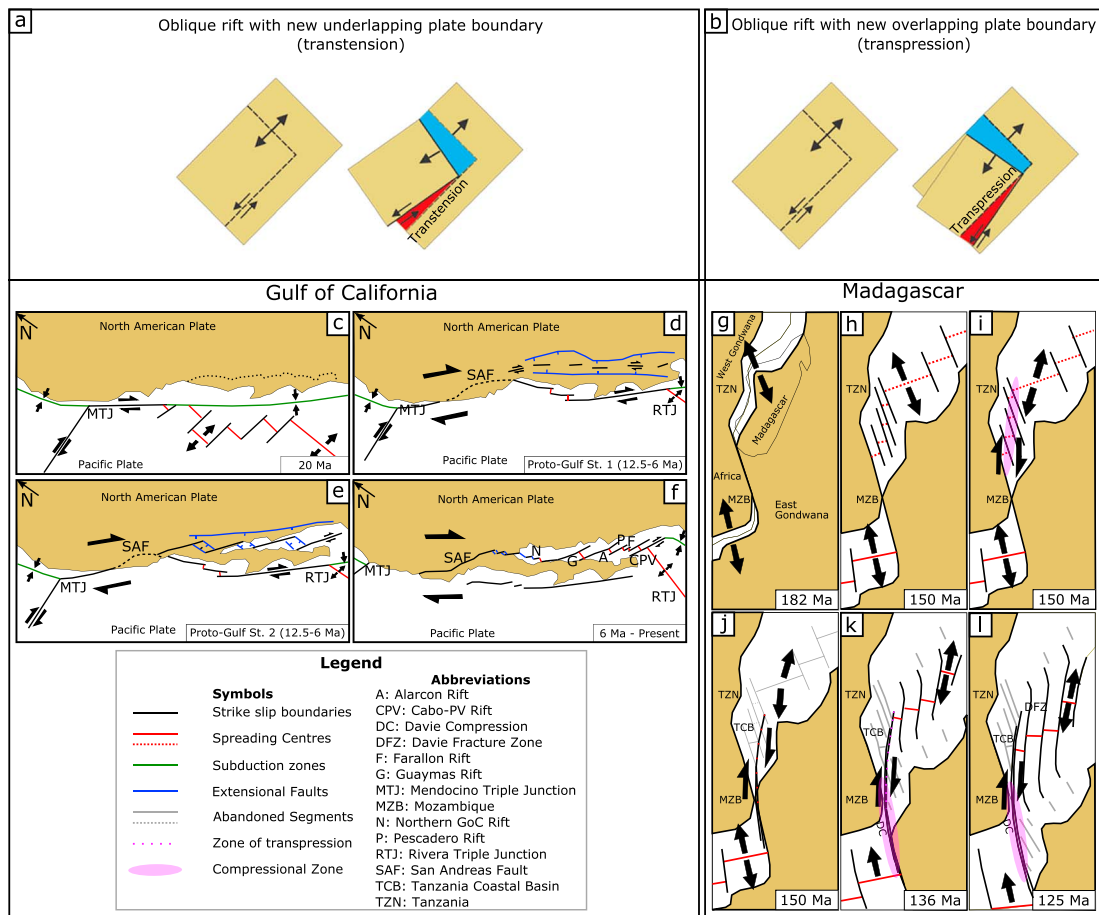 a
Oblique rift with new underlapping plate boundary
(transtension)
Transtension
b
Oblique rift with new overlapping plate boundary
(transpression)
Transpression
Gulf of California
c
N
North American Plate
MTJ
Pacific Plate
20 Ma
d
N
North American Plate
SAF
MTJ
RTJ
Pacific Plate
Proto-Gulf St. 1 (12.5-6 Ma)
e
N
North American Plate
SAF
MTJ
RTJ
Pacific Plate
Proto-Gulf St. 2 (12.5-6 Ma)
f
N
North American Plate
SAF
N
G
A
P
F
CPV
MTJ
RTJ
Pacific Plate
6 Ma - Present
Legend
Symbols
Strike slip boundaries
Spreading Centres
Subduction zones
Extensional Faults
Abandoned Segments
Zone of transpression
Compressional Zone
Abbreviations
A: Alarcon Rift
CPV: Cabo-PV Rift
DC: Davie Compression
DFZ: Davie Fracture Zone
F: Farallon Rift
G: Guaymas Rift
MTJ: Mendocino Triple Junction
MZB: Mozambique
N: Northern GoC Rift
P: Pescadero Rift
RTJ: Rivera Triple Junction
SAF: San Andreas Fault
TCB: Tanzania Coastal Basin
TZN: Tanzania
Madagascar
g
West Gondwana
TZN
Madagascar
Africa
MZB
East
Gondwana
182 Ma
h
TZN
MZB
150 Ma
i
TZN
MZB
150 Ma
j
TZN
TCB
MZB
150 Ma
k
TZN
TCB
MZB
DC
136 Ma
l
TZN
DFZ
TCB
MZB
DC
125 Ma